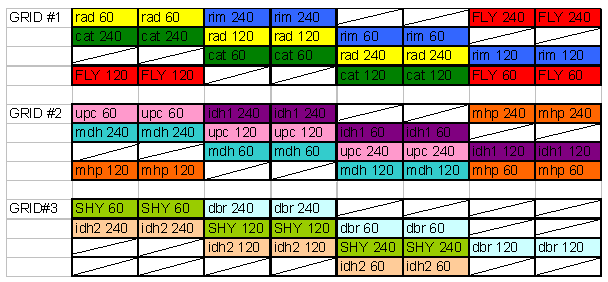 GRID #1 rad 60 rad 60 rim 240 rim 240 FLY 240 FLY 240
cat 240 cat 240 rad 120 rad 120 rim 60 rim 60
cat 60 cat 60 rad 240 rad 240 rim 120 rim 120
FLY 120 FLY 120 cat 120 cat 120 FLY 60 FLY 60
GRID #2 upc 60 upc 60 idh1 240 idh1 240 mhp 240 mhp 240
mdh 240 mdh 240 upc 120 upc 120 idh1 60 idh1 60
mdh 60 mdh 60 upc 240 upc 240 idh1 120 idh1 120
mhp 120 mhp 120 mdh 120 mdh 120 mhp 60 mhp 60
GRID#3 SHY 60 SHY 60 dbr 240 dbr 240
idh2 240 idh2 240 SHY 120 SHY 120 dbr 60 dbr 60
idh2 120 idh2 120 SHY 240 SHY 240 dbr 120 dbr 120
idh2 60 idh2 60